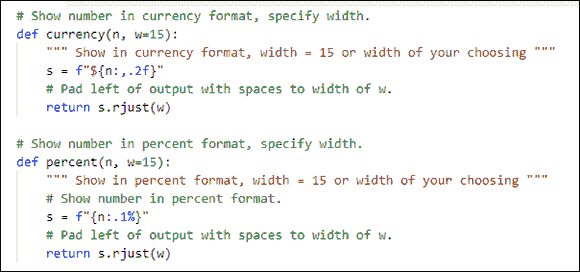 # Show number in currency format, specify width.
def currency(n, w=15):
    """ Show in currency format, width = 15 or width of your choosing """
    s = f"${n:,.2f}"
    # Pad left of output with spaces to width of w.
    return s.rjust(w)

# Show number in percent format, specify width.
def percent(n, w=15):
    """ Show in percent format, width = 15 or width of your choosing """
    # Show number in percent format.
    s = f"{n:.1%}"
    # Pad left of output with spaces to width of w.
    return s.rjust(w)